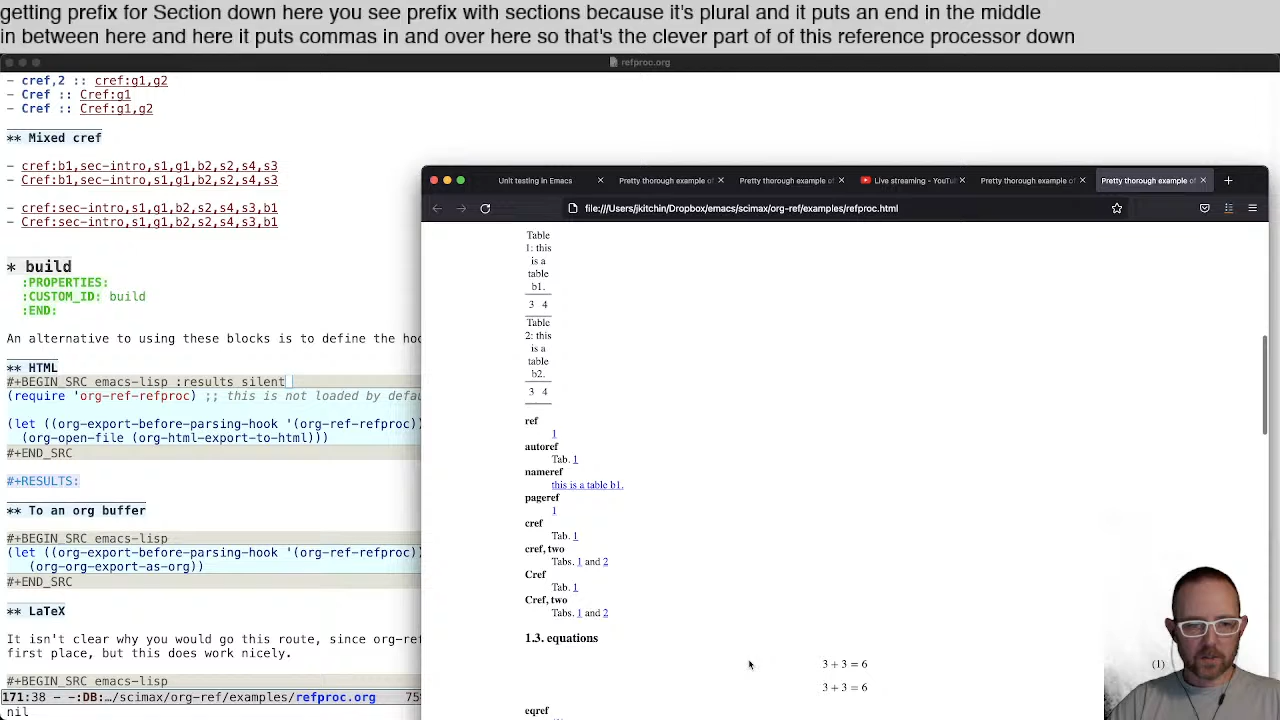 getting prefix for Section down here you see prefix with sections because it's plural and it puts an end in the middle
in between here and here it puts commas in and over here so that's the clever part of of this reference processor down
refproc.org
- cref,2 :: cref:g1,g2
- Cref :: Cref:g1
- Cref :: Cref:g1,g2
** Mixed cref
- cref:b1,sec-intro,s1,g1,b2,s2,s4,s3
- Cref:b1,sec-intro,s1,g1,b2,s2,s4,s3
- cref:sec-intro,s1,g1,b2,s2,s4,s3,b1
- Cref:sec-intro,s1,g1,b2,s2,s4,s3,b1
* build
:PROPERTIES:
:CUSTOM_ID: build
:END:
An alternative to using these blocks is to define the hoo
** HTML
#+BEGIN_SRC emacs-lisp :results silent
(require 'org-ref-refproc) ;; this is not loaded by defau
(let ((org-export-before-parsing-hook '(org-ref-refproc))
(org-open-file (org-html-export-to-html)))
#+END_SRC
#+RESULTS:
** To an org buffer
#+BEGIN_SRC emacs-lisp
(let ((org-export-before-parsing-hook '(org-ref-refproc))
(org-org-export-as-org))
#+END_SRC
** LaTeX
It isn't clear why you would go this route, since org-ref
first place, but this does work nicely.
#+BEGIN_SRC emacs-lisp
171:38 - -:DB:…/scimax/org-ref/examples/refproc.org 75
nil
Unit testing in Emacs
Pretty thorough example of
Pretty thorough example of
Live streaming - YouTu
Pretty thorough example of
Pretty thorough example of
file:///Users/jkitchin/Dropbox/emacs/scimax/org-ref/examples/refproc.html
Table
1: this
is a
table
b1.
3 4
Table
2: this
is a
table
b2.
3 4
ref
1
autoref
Tab. 1
nameref
this is a table b1.
pageref
1
cref
Tab. 1
cref, two
Tabs. 1 and 2
Cref
Tab. 1
Cref, two
Tabs. 1 and 2
1.3. equations
3 + 3 = 6 (1)
3 + 3 = 6
eqref